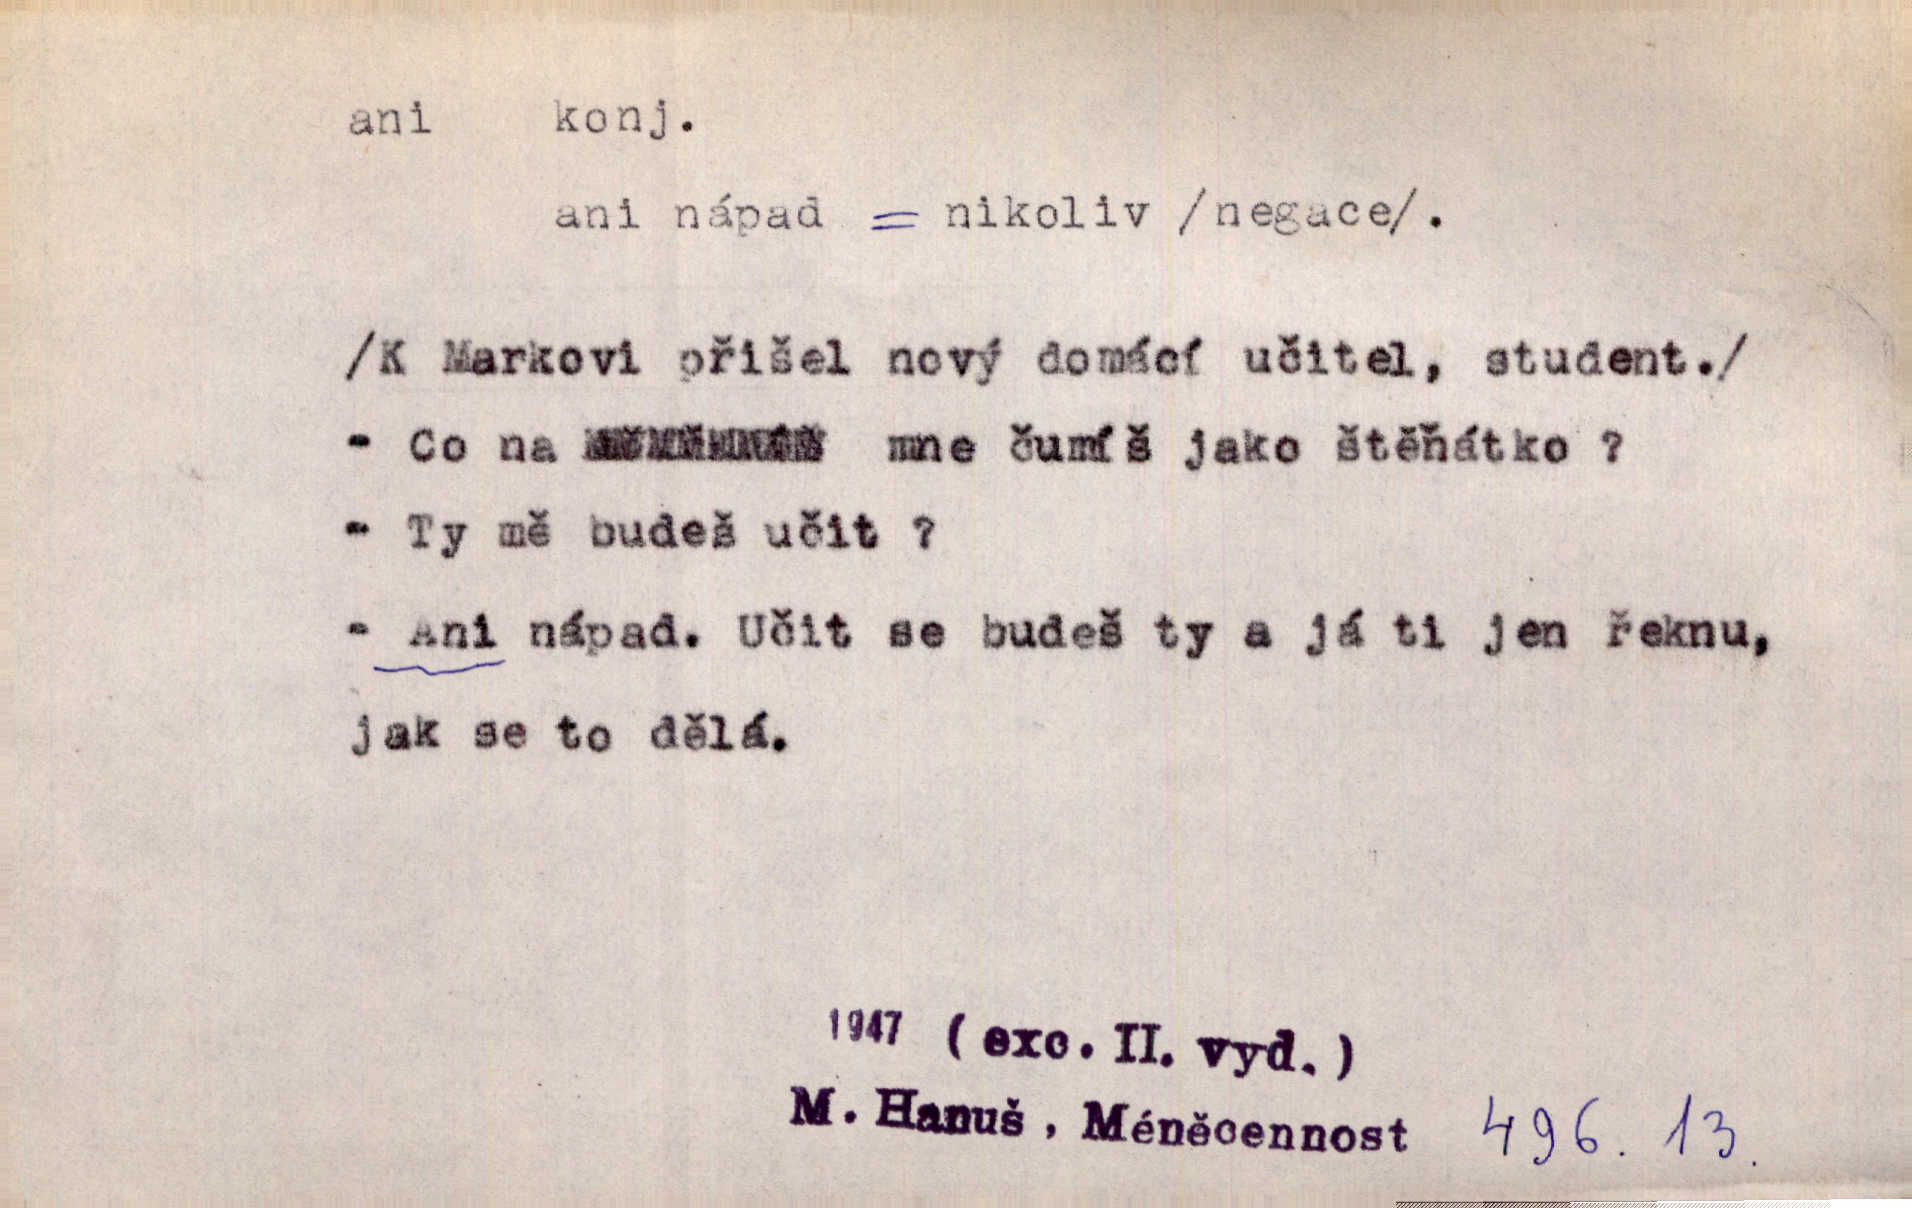 ani konj.
ani nápad = nikoliv /negace/.
/K Markovi přišel nový domácí učitel, student./
- Co na mne čumíš jako štěňátko ?
- Ty mě budeš učit ?
- Ani nápad. Učit se budeš ty a já ti jen řeknu,
jak se to dělá.
1947 (exc. II. vyd.)
M. Hanuš, Méněcennost 496. 13.